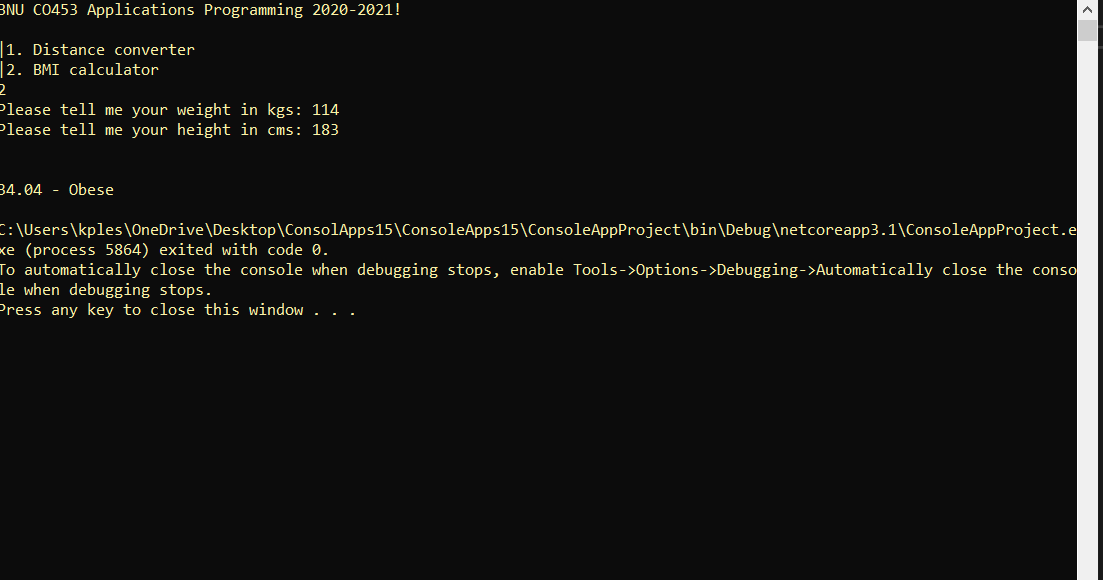 BNU CO453 Applications Programming 2020-2021!
|1. Distance converter
|2. BMI calculator
2
Please tell me your weight in kgs: 114
Please tell me your height in cms: 183
34.04 - Obese
C:\Users\kples\OneDrive\Desktop\ConsolApps15\ConsoleApps15\ConsoleAppProject\bin\Debug\netcoreapp3.1\ConsoleAppProject.e
xe (process 5864) exited with code 0.
To automatically close the console when debugging stops, enable Tools->Options->Debugging->Automatically close the conso
le when debugging stops.
Press any key to close this window . . .